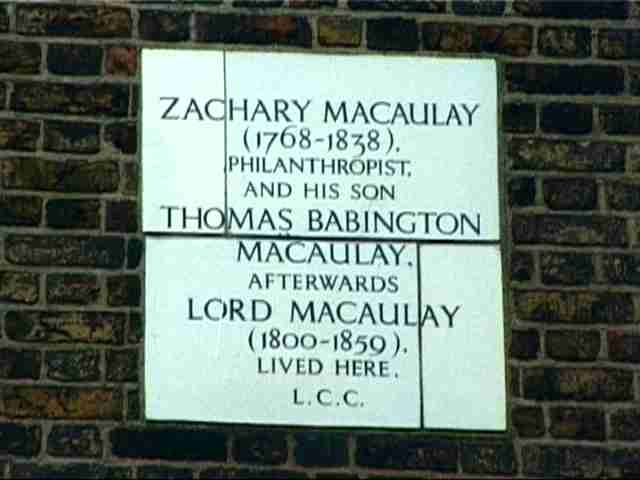 ZACHARY MACAULAY
(1768-1838),
PHILANTHROPIST,
AND HIS SON
THOMAS BABINGTON
MACAULAY,
AFTERWARDS
LORD MACAULAY
(1800-1859),
LIVED HERE.
L.C.C.